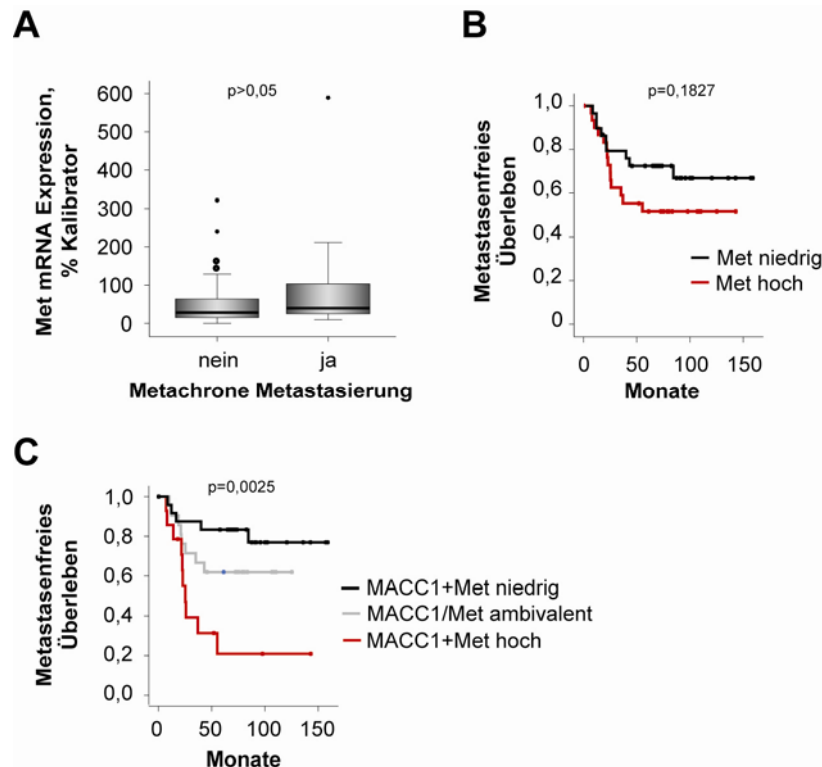 A
Met mRNA Expression,
% Kalibrator
600
500
400
300
200
100
0
p>0,05
nein
ja
Metachrone Metastasierung
B
Metastasenfreies
Überleben
1,0
0,8
0,6
0,4
0,2
0
p=0,1827
Met niedrig
Met hoch
0
50
100
150
Monate
C
Metastasenfreies
Überleben
1,0
0,8
0,6
0,4
0,2
0,0
p=0,0025
MACC1+Met niedrig
MACC1/Met ambivalent
MACC1+Met hoch
0
50
100
150
Monate